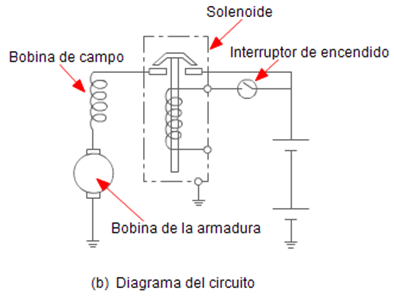 Solenoide
Bobina de campo
Interruptor de encendido
Bobina de la armadura
(b) Diagrama del circuito